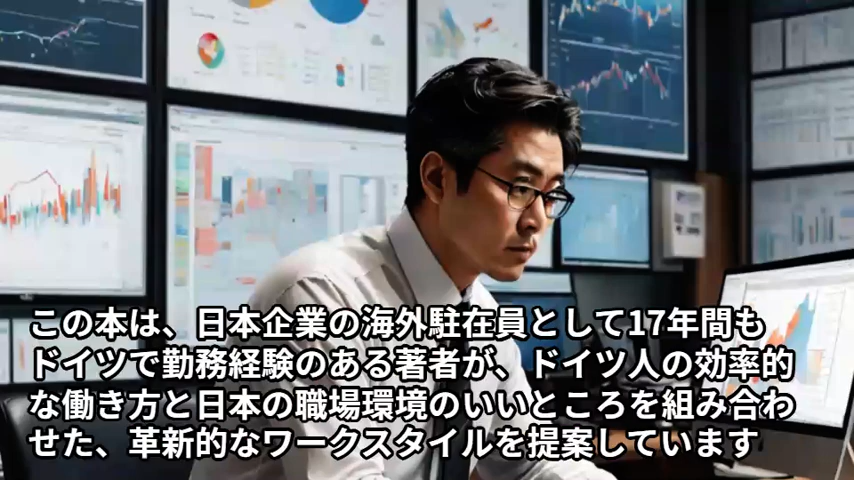 この本は、日本企業の海外駐在員として17年間も
ドイツで勤務経験のある著者が、ドイツ人の効率的
な働き方と日本の職場環境のいいところを組み合わ
せた、革新的なワークスタイルを提案しています